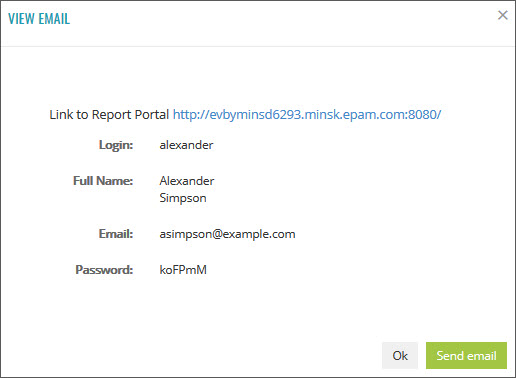 VIEW EMAIL
Link to Report Portal http://evbyminsd6293.minsk.epam.com:8080/
Login: alexander
Full Name: Alexander
Simpson
Email: asimpson@example.com
Password: koFPmM
Ok Send email